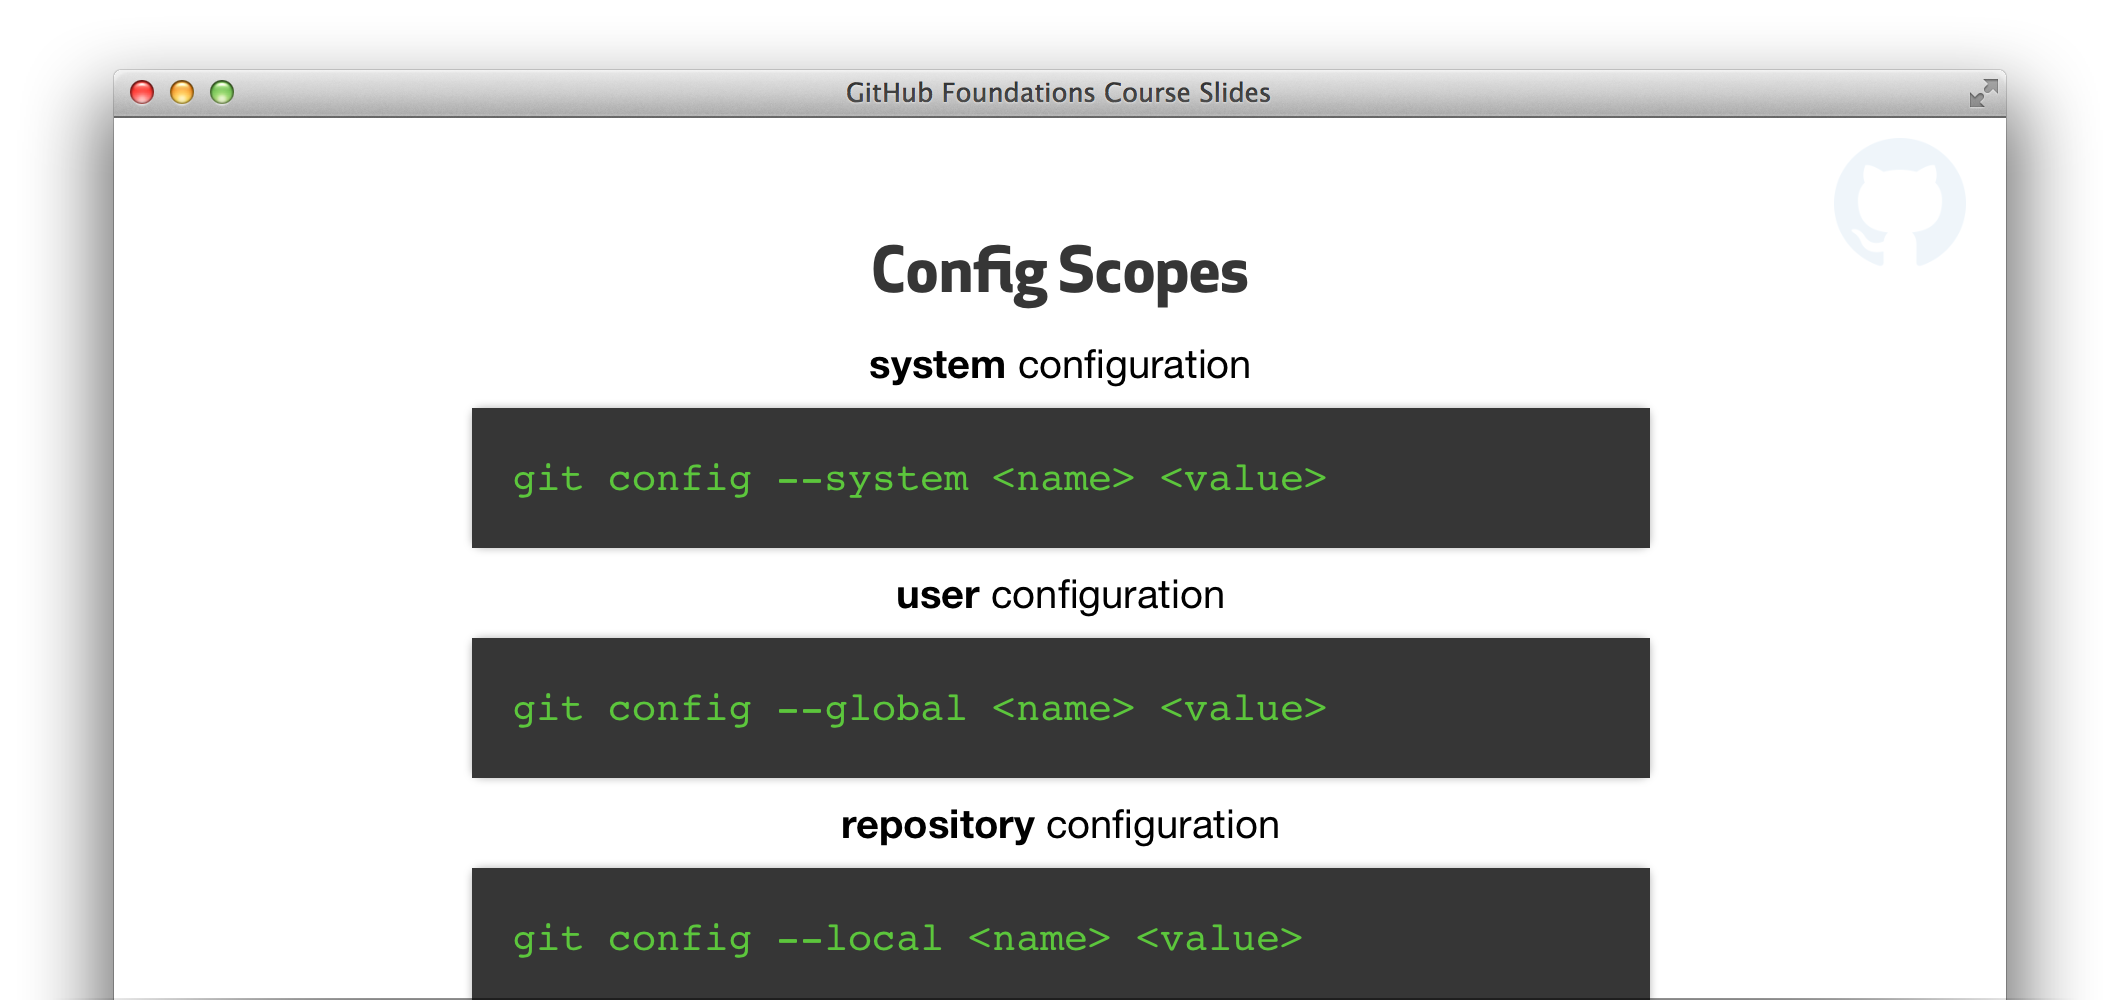 GitHub Foundations Course Slides
Config Scopes
system configuration
git config --system <name> <value>
user configuration
git config --global <name> <value>
repository configuration
git config --local <name> <value>